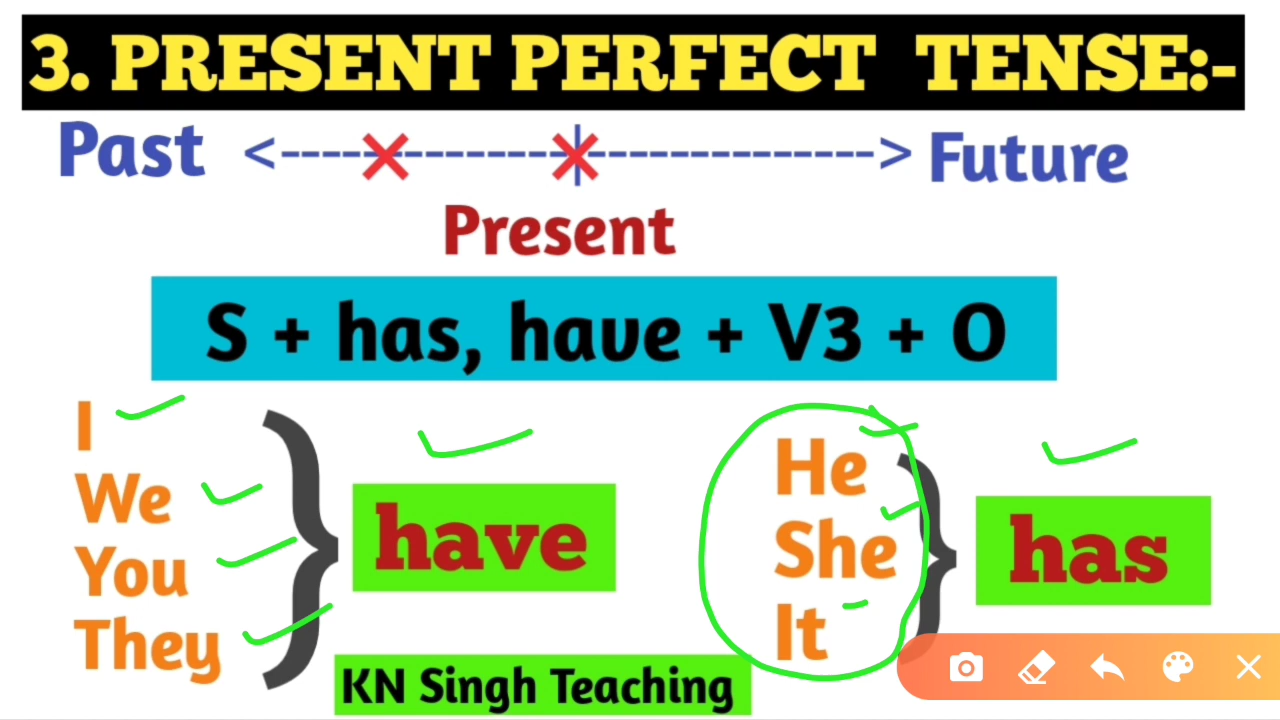 3. PRESENT PERFECT TENSE:-
Past <----------------------------> Future
Present
S + has, have + V3 + O
I
We
You
They
have
He
She
It
has
KN Singh Teaching